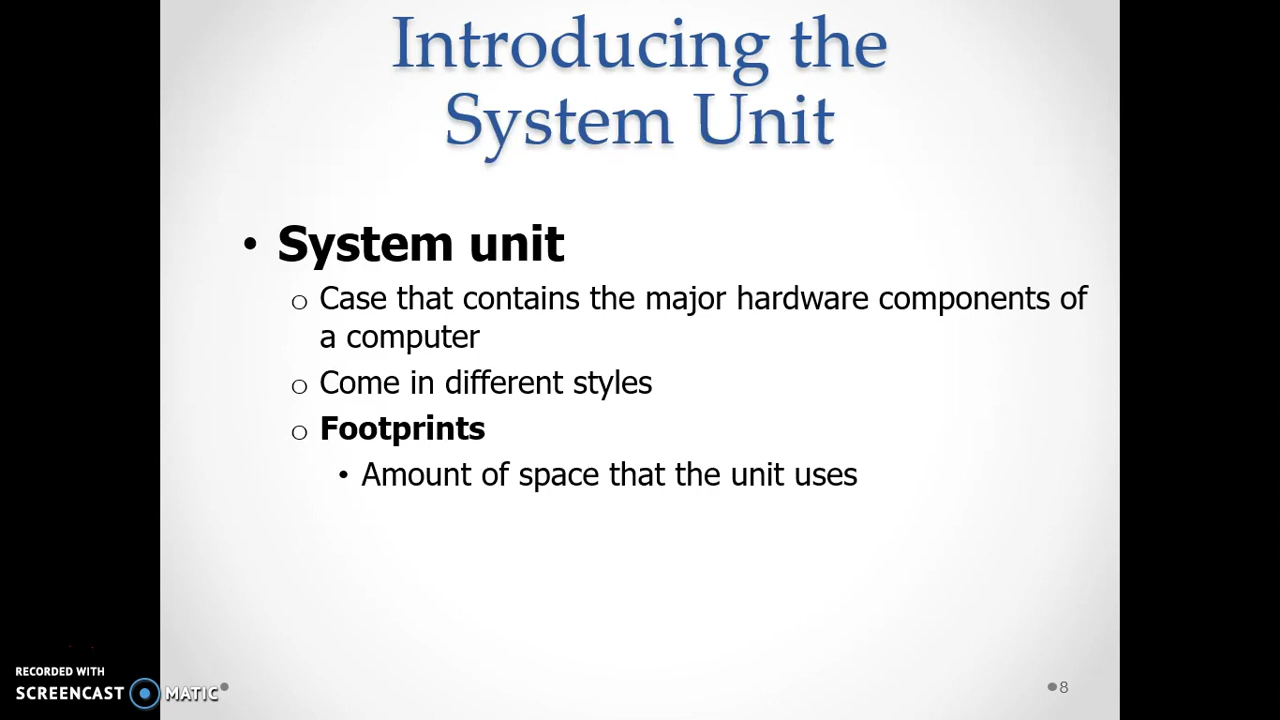 Introducing the
System Unit
• System unit
o Case that contains the major hardware components of
a computer
o Come in different styles
o Footprints
• Amount of space that the unit uses
RECORDED WITH
SCREENCAST MATIC
8